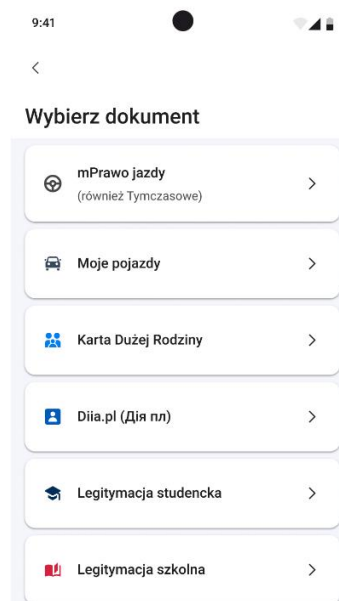 9:41
Wybierz dokument
mPrawo jazdy
(również Tymczasowe)
Moje pojazdy
Karta Dużej Rodziny
Diia.pl (Дія пл)
Legitymacja studencka
Legitymacja szkolna